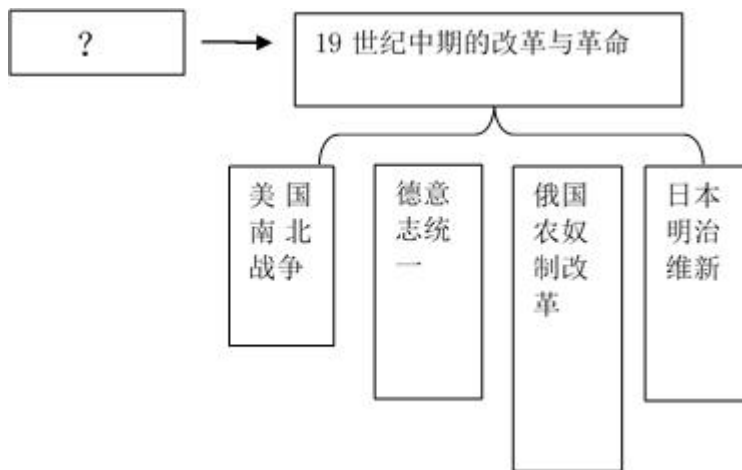 ?
19 世纪中期的改革与革命
美 国
南 北
战争
德意
志统
一
俄国
农奴
制改
革
日本
明治
维新